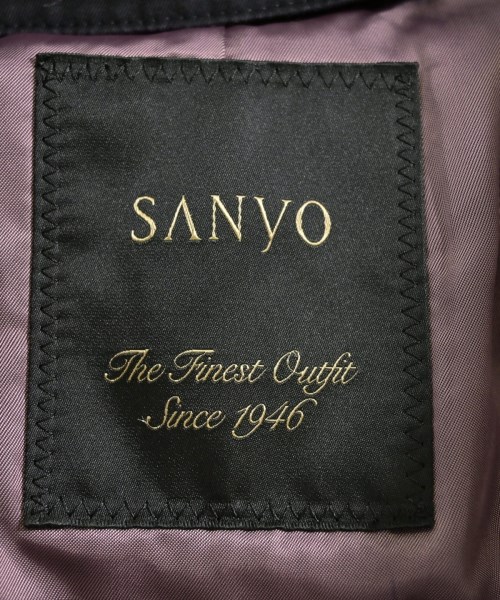 SANYO
The Finest Outfit
Since 1946